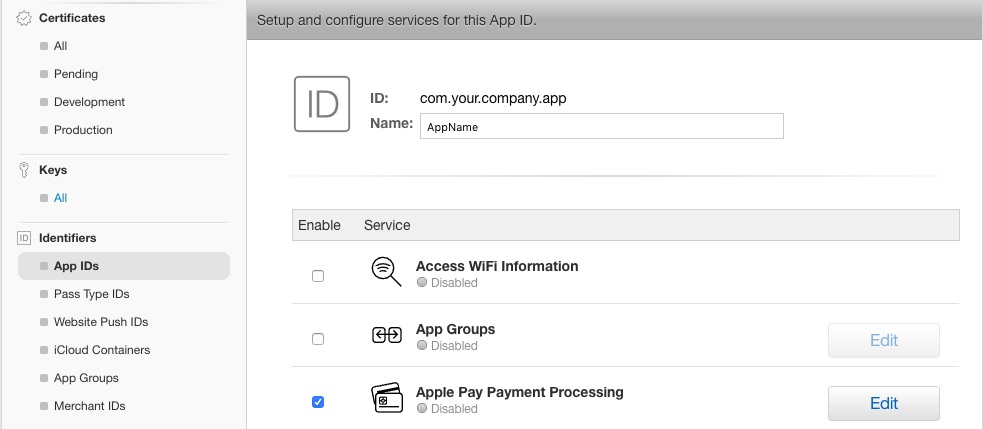 Certificates
All
Pending
Development
Production
Keys
All
ID Identifiers
App IDs
Pass Type IDs
Website Push IDs
iCloud Containers
App Groups
Merchant IDs
Setup and configure services for this App ID.
ID
ID: com.your.company.app
Name: AppName
Enable Service
Access WiFi Information
Disabled
App Groups
Disabled
Edit
Apple Pay Payment Processing
Disabled
Edit